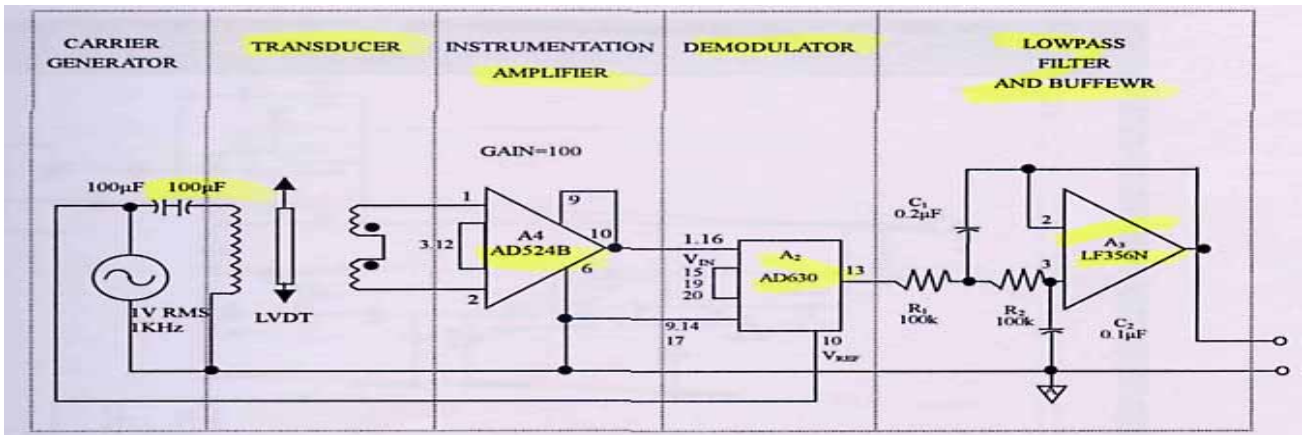 CARRIER
GENERATOR
TRANSDUCER
INSTRUMENTATION
AMPLIFIER
DEMODULATOR
LOWPASS
FILTER
AND BUFFEWR
GAIN=100
100µF 100µF
1V RMS
1KHz
LVDT
1
3.12
2
9
A4
AD524B
10
6
1.16
VIN
15
19
20
9.14
17
A2
AD630
13
10
VREF
R1
100k
C1
0.2µF
R2
100k
2
3
A3
LF356N
C2
0.1µF